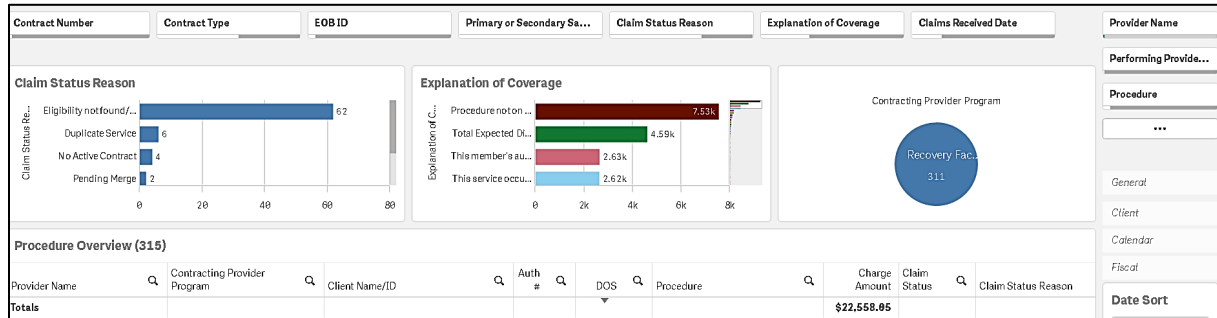 Contract Number
Contract Type
EOB ID
Primary or Secondary Sa...
Claim Status Reason
Explanation of Coverage
Claims Received Date
Provider Name
Performing Provide...
Procedure
...
General
Client
Calendar
Fiscal
Date Sort
Claim Status Reason
Claim Status Re...
Eligibility not found/... 62
Duplicate Service 6
No Active Contract 4
Pending Merge 2
0 20 40 60 80
Explanation of Coverage
Explanation of C...
Procedure not on ... 7.53k
Total Expected Di... 4.59k
This member's au... 2.63k
This service occu... 2.62k
0 2k 4k 6k 8k
Contracting Provider Program
Recovery Fac...
311
Procedure Overview (315)
Provider Name
Contracting Provider
Program
Client Name/ID
Auth
#
DOS
Procedure
Charge
Amount
Claim
Status
Claim Status Reason
Totals $22,558.05